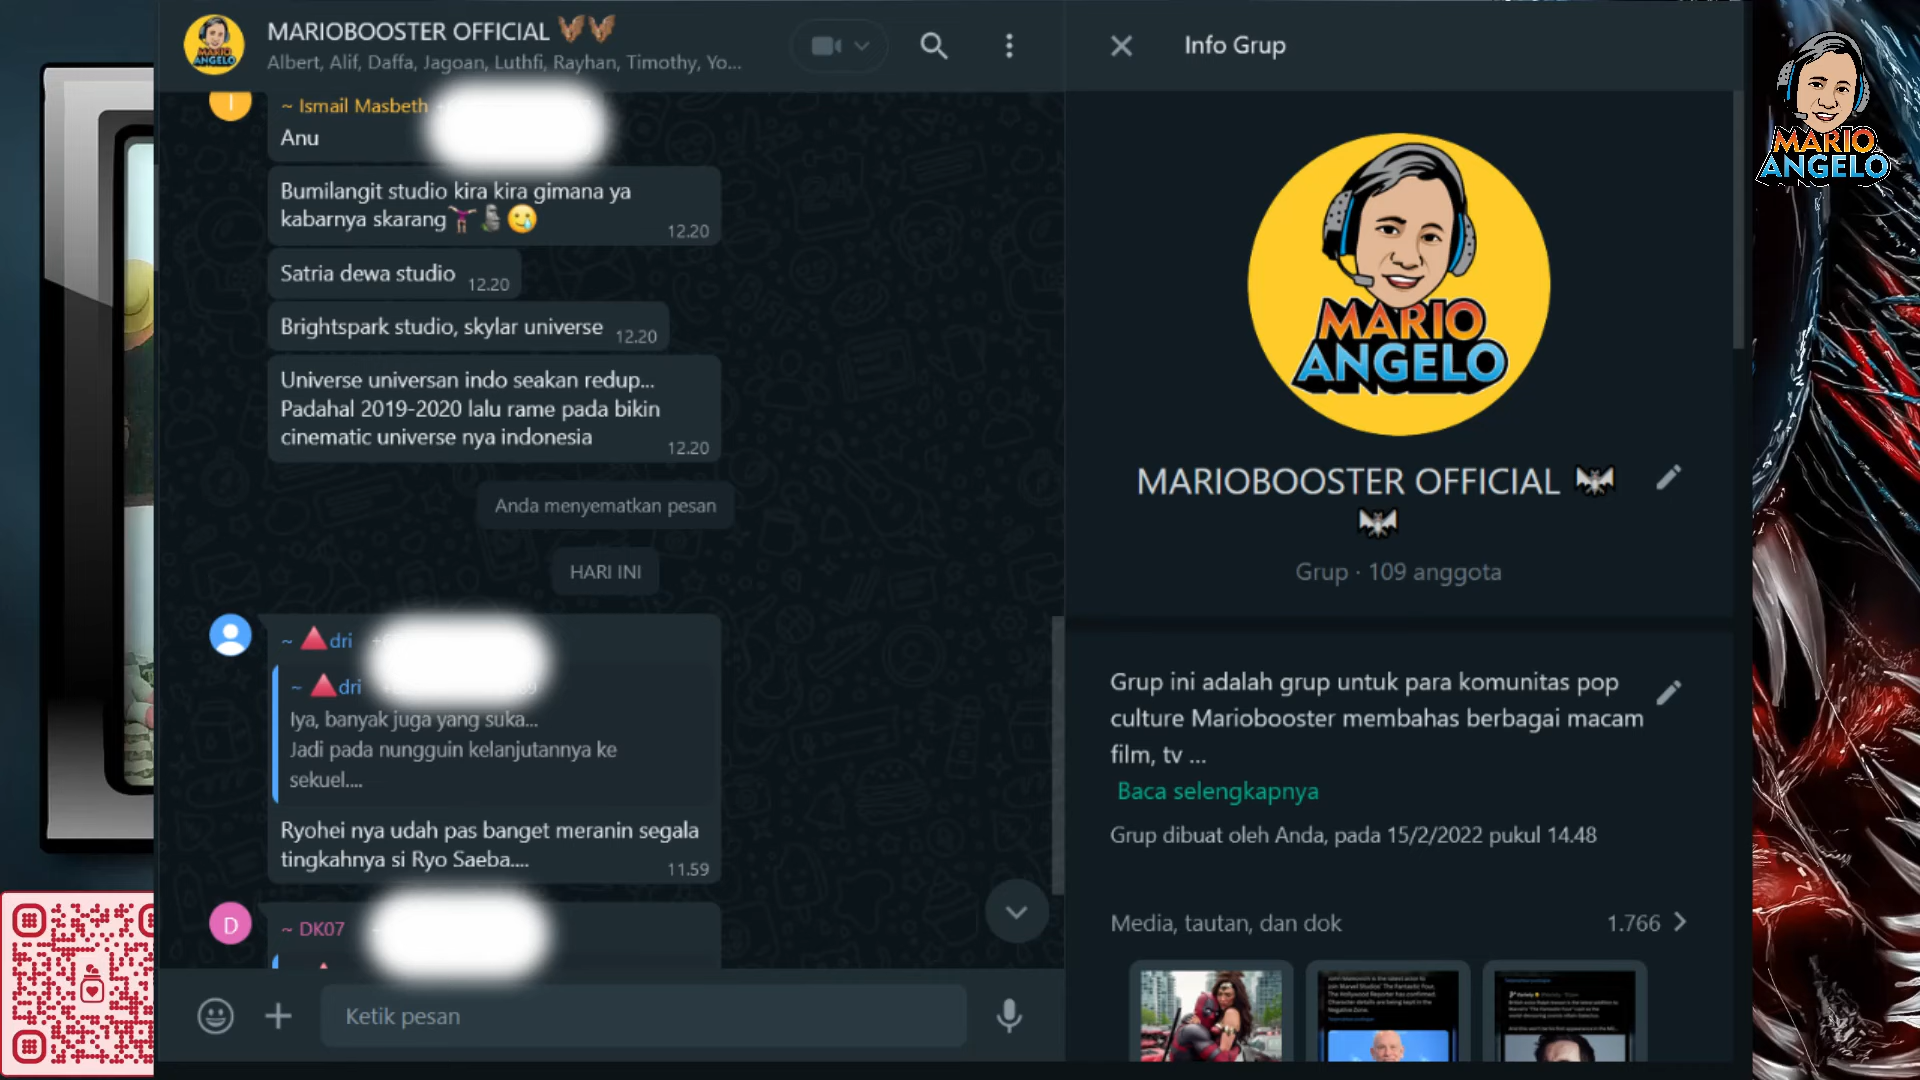 MARIOBOOSTER OFFICIAL
Albert, Alif, Daffa, Jagoan, Luthfi, Rayhan, Timothy, Yo...
~ Ismail Masbeth
Anu
Bumilangit studio kira kira gimana ya
kabarnya skarang
12.20
Satria dewa studio
12.20
Brightspark studio, skylar universe
12.20
Universe universan indo seakan redup...
Padahal 2019-2020 lalu rame pada bikin
cinematic universe nya indonesia
12.20
Anda menyematkan pesan
HARI INI
~ 🔺dri
~ 🔺dri
Iya, banyak juga yang suka...
Jadi pada nungguin kelanjutannya ke
sekuel....
Ryohei nya udah pas banget meranin segala
tingkahnya si Ryo Saeba....
11.59
D
~ DK07
Ketik pesan
Info Grup
MARIO
ANGELO
MARIOBOOSTER OFFICIAL
Grup · 109 anggota
Grup ini adalah grup untuk para komunitas pop
culture Mariobooster membahas berbagai macam
film, tv ...
Baca selengkapnya
Grup dibuat oleh Anda, pada 15/2/2022 pukul 14.48
Media, tautan, dan dok
1.766
MARIO
ANGELO